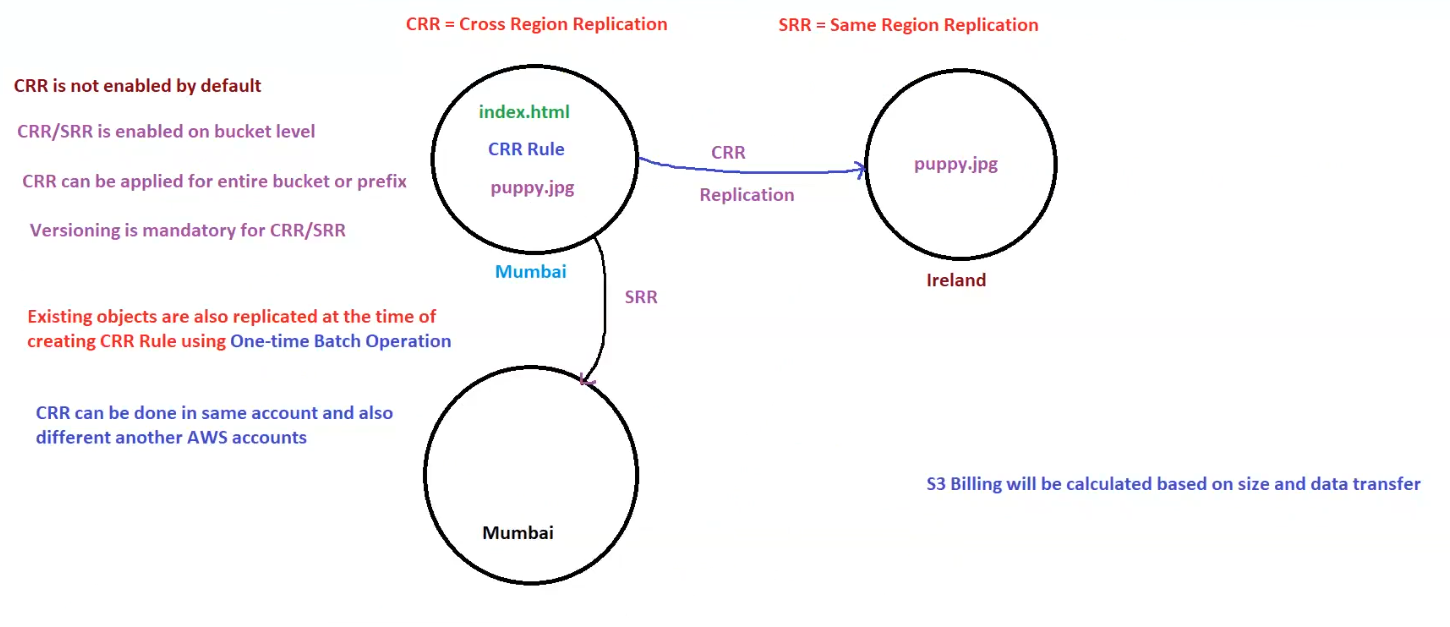 CRR = Cross Region Replication
SRR = Same Region Replication
CRR is not enabled by default
CRR/SRR is enabled on bucket level
CRR can be applied for entire bucket or prefix
Versioning is mandatory for CRR/SRR
index.html
CRR Rule
puppy.jpg
Mumbai
CRR
Replication
puppy.jpg
Ireland
SRR
Existing objects are also replicated at the time of
creating CRR Rule using One-time Batch Operation
CRR can be done in same account and also
different another AWS accounts
Mumbai
S3 Billing will be calculated based on size and data transfer